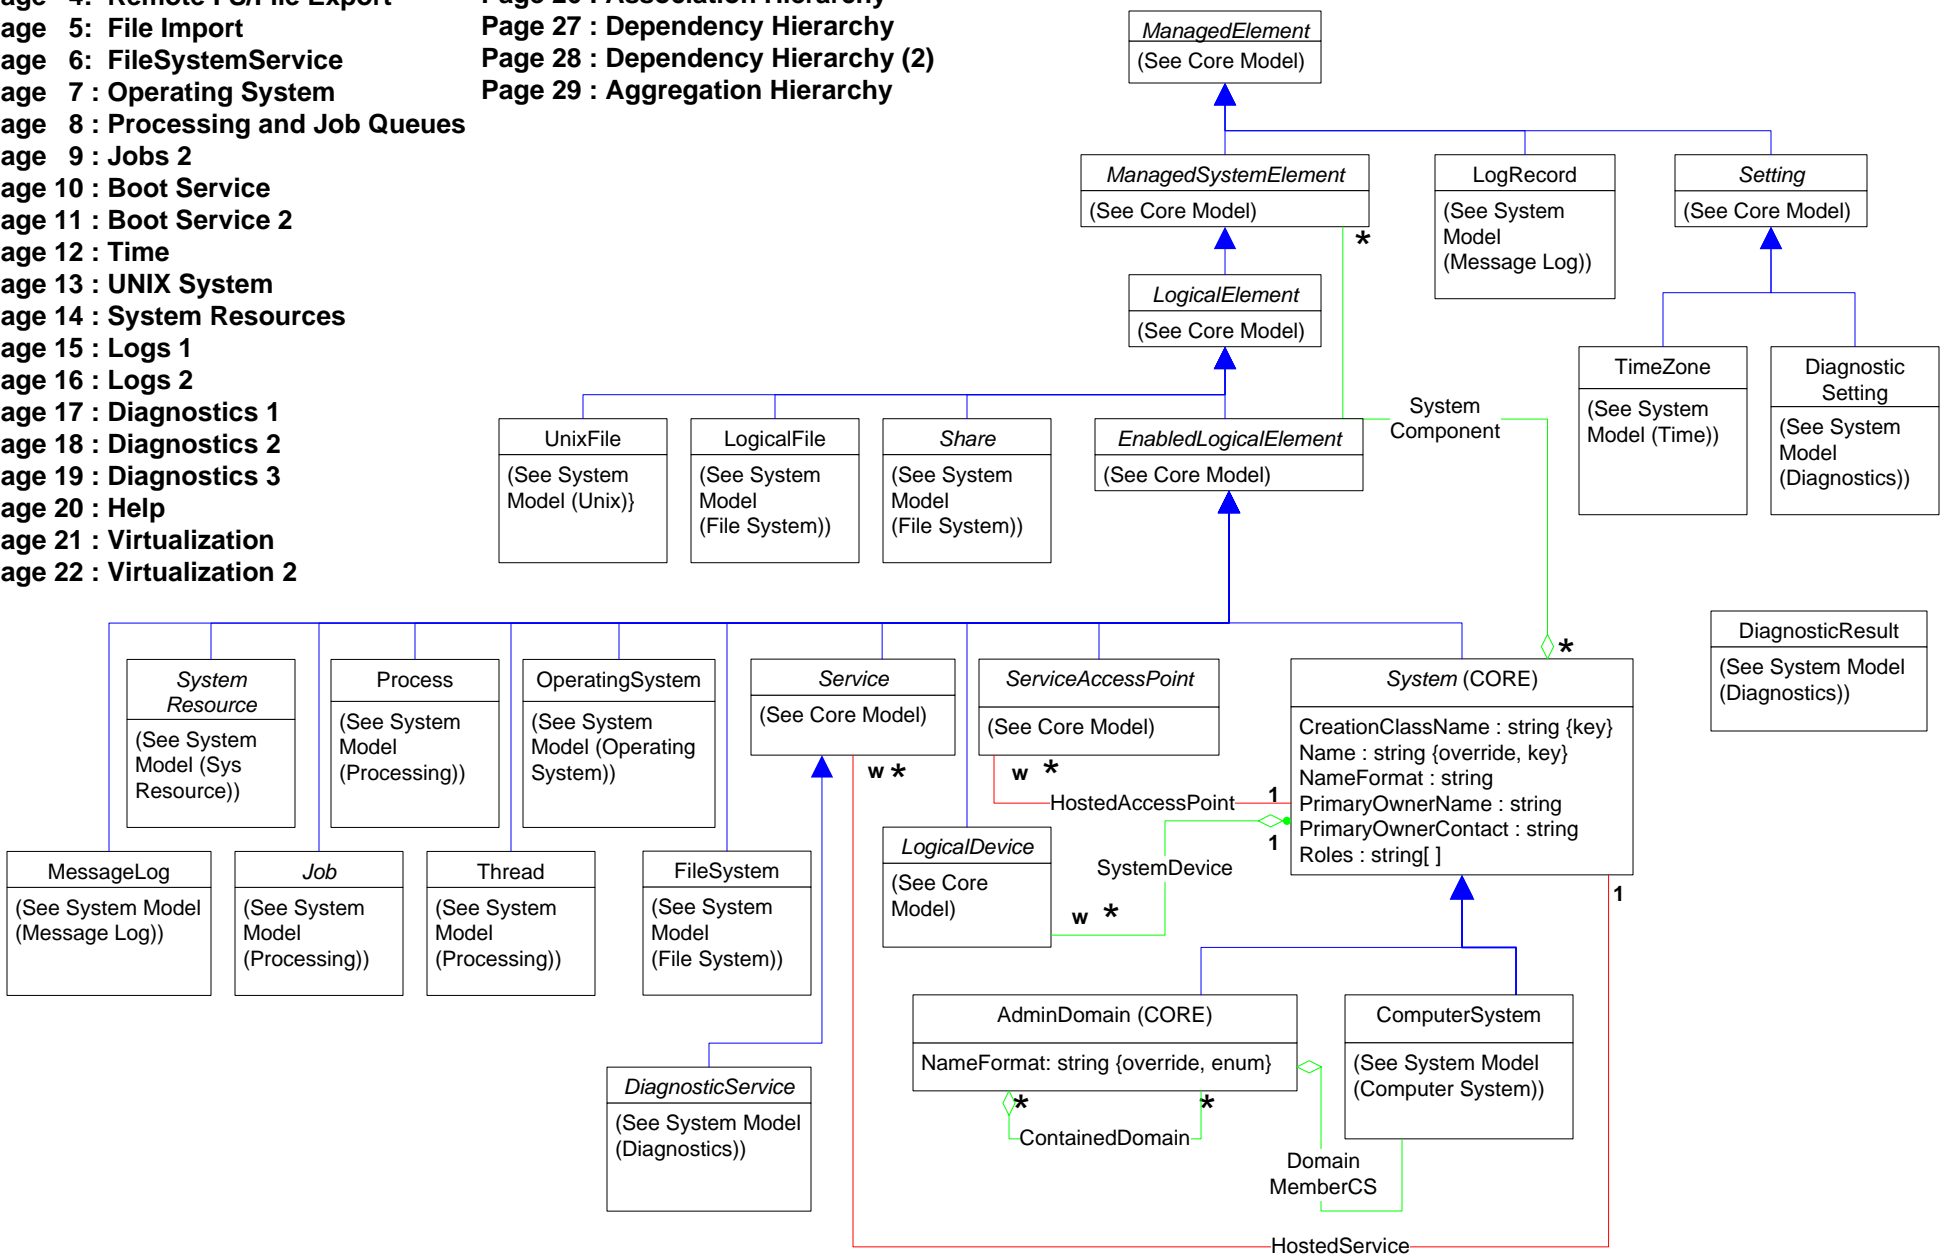 age 4: Remote FS/File Export
age 5: File Import
age 6: FileSystemService
age 7 : Operating System
age 8 : Processing and Job Queues
age 9 : Jobs 2
age 10 : Boot Service
age 11 : Boot Service 2
age 12 : Time
age 13 : UNIX System
age 14 : System Resources
age 15 : Logs 1
age 16 : Logs 2
age 17 : Diagnostics 1
age 18 : Diagnostics 2
age 19 : Diagnostics 3
age 20 : Help
age 21 : Virtualization
age 22 : Virtualization 2
Page 26 : Association Hierarchy
Page 27 : Dependency Hierarchy
Page 28 : Dependency Hierarchy (2)
Page 29 : Aggregation Hierarchy
ManagedElement
(See Core Model)
ManagedSystemElement
(See Core Model)
*
LogRecord
(See System
Model
(Message Log))
Setting
(See Core Model)
LogicalElement
(See Core Model)
TimeZone
(See System
Model (Time))
Diagnostic
Setting
(See System
Model
(Diagnostics))
UnixFile
(See System
Model (Unix)}
LogicalFile
(See System
Model
(File System))
Share
(See System
Model
(File System))
EnabledLogicalElement
(See Core Model)
System
Component
*
System
Resource
(See System
Model (Sys
Resource))
Process
(See System
Model
(Processing))
OperatingSystem
(See System
Model (Operating
System))
Service
(See Core Model)
w *
ServiceAccessPoint
(See Core Model)
w *
HostedAccessPoint
1
System (CORE)
CreationClassName : string {key}
Name : string {override, key}
NameFormat : string
PrimaryOwnerName : string
PrimaryOwnerContact : string
Roles : string[ ]
1
DiagnosticResult
(See System Model
(Diagnostics))
MessageLog
(See System Model
(Message Log))
Job
(See System
Model
(Processing))
Thread
(See System
Model
(Processing))
FileSystem
(See System
Model
(File System))
LogicalDevice
(See Core
Model)
SystemDevice
1
w *
AdminDomain (CORE)
NameFormat: string {override, enum}
*
*
ContainedDomain
ComputerSystem
(See System Model
(Computer System))
Domain
MemberCS
DiagnosticService
(See System Model
(Diagnostics))
HostedService